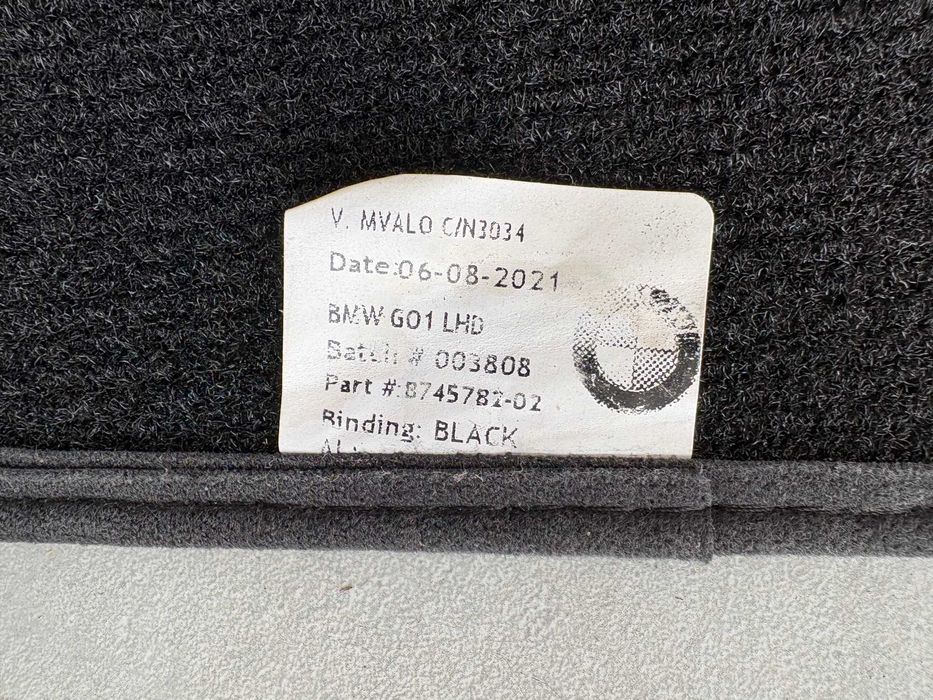 V. MVALO C/N3034
Date:06-08-2021
BMW G01 LHD
Batch # 003808
Part #:8745782-02
Binding: BLACK